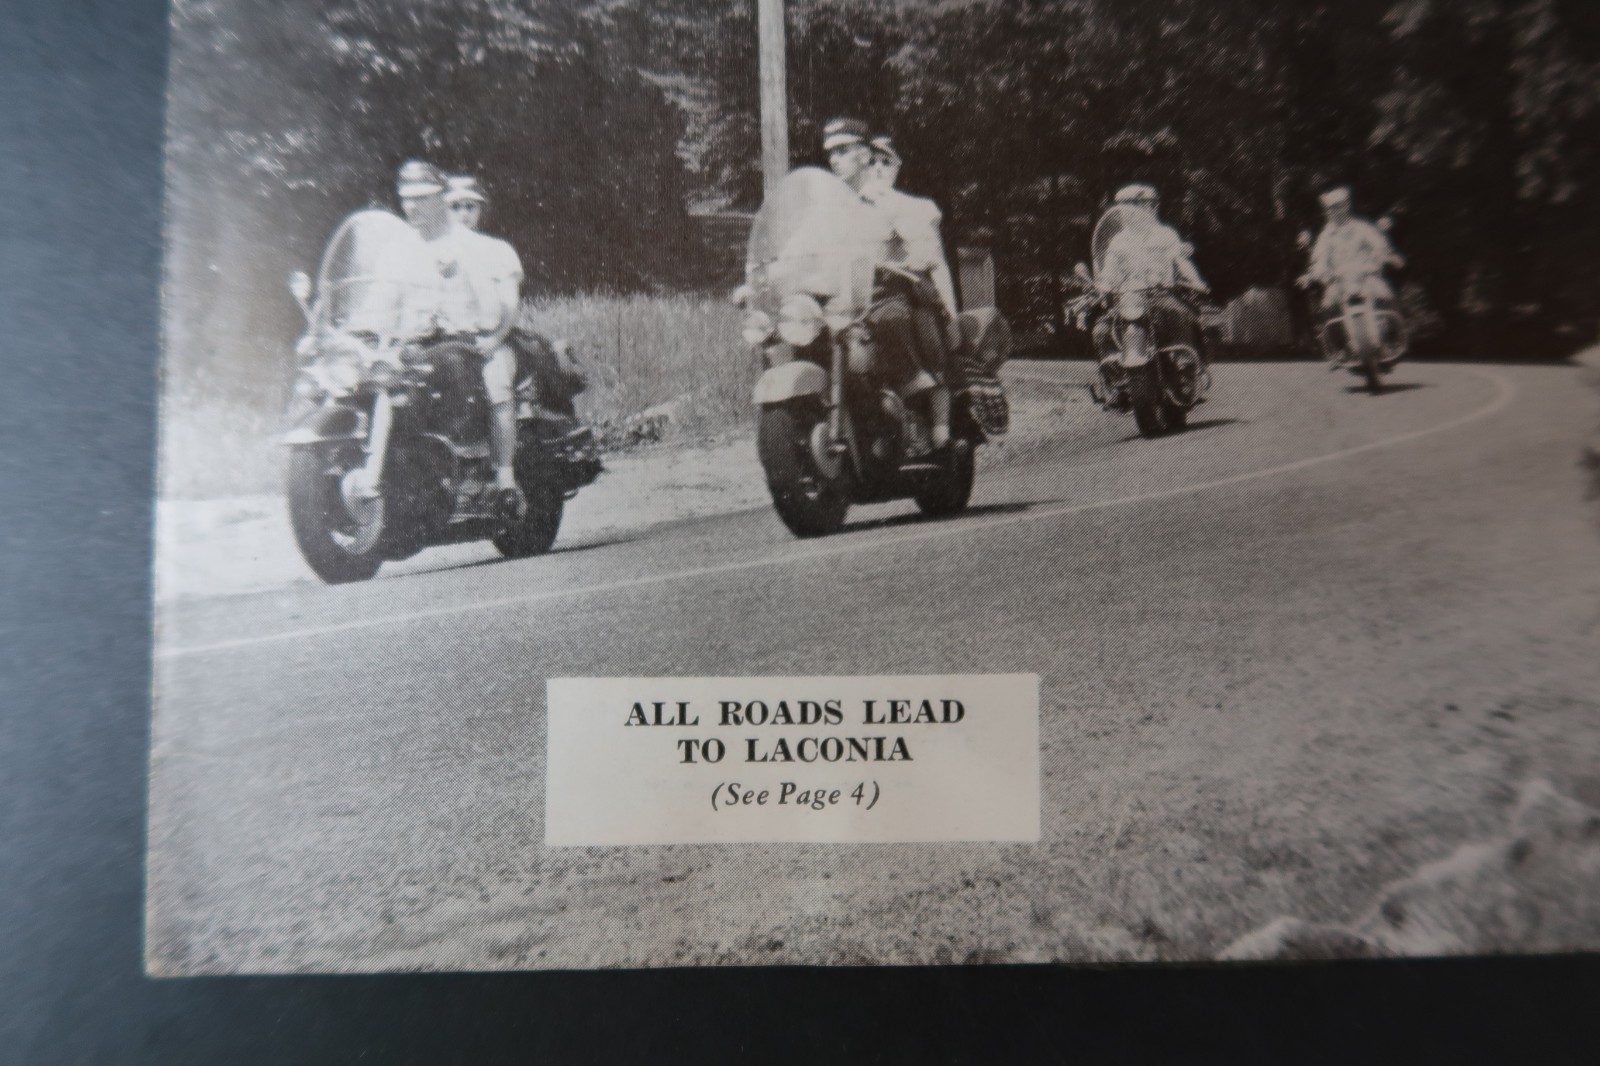 ALL ROADS LEAD
TO LACONIA
(See Page 4)